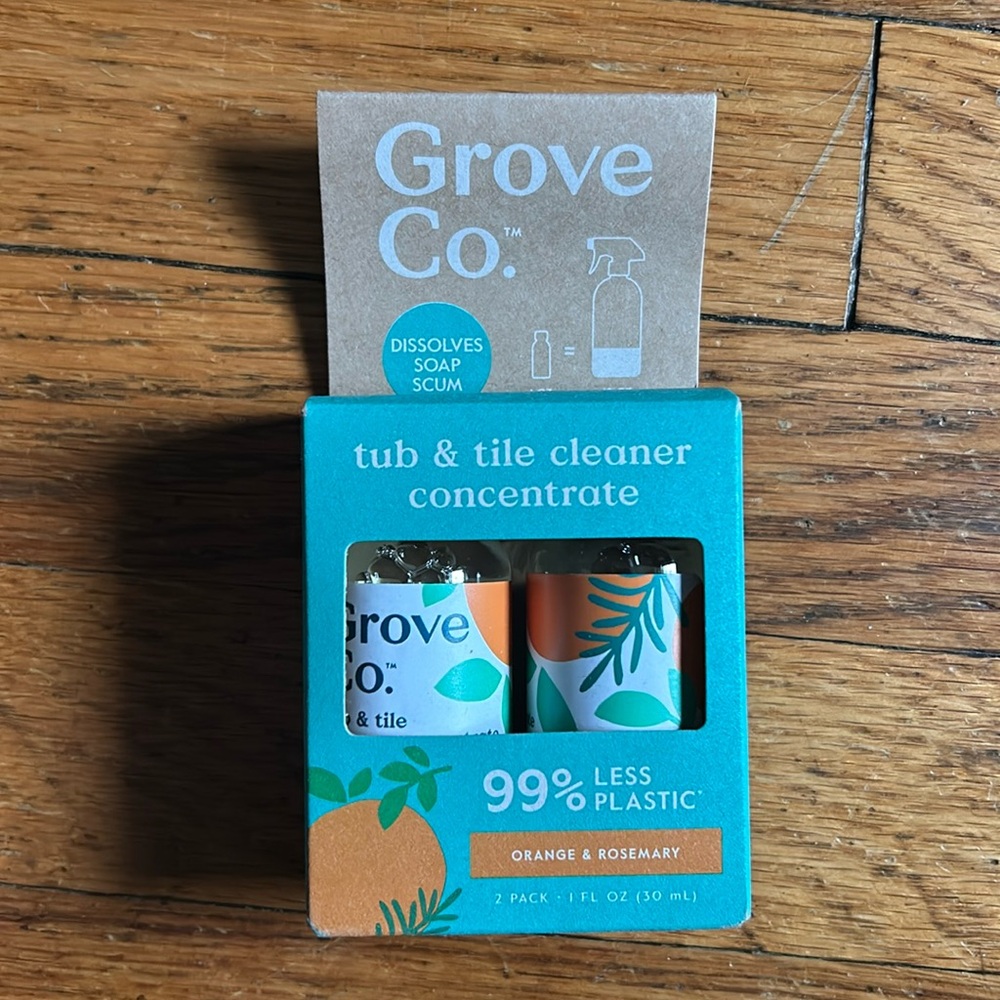 Grove
Co.™
DISSOLVES
SOAP
SCUM
=
tub & tile cleaner
concentrate
Grove
Co.™
& tile
99% LESS
PLASTIC*
ORANGE & ROSEMARY
2 PACK · 1 FL OZ (30 mL)